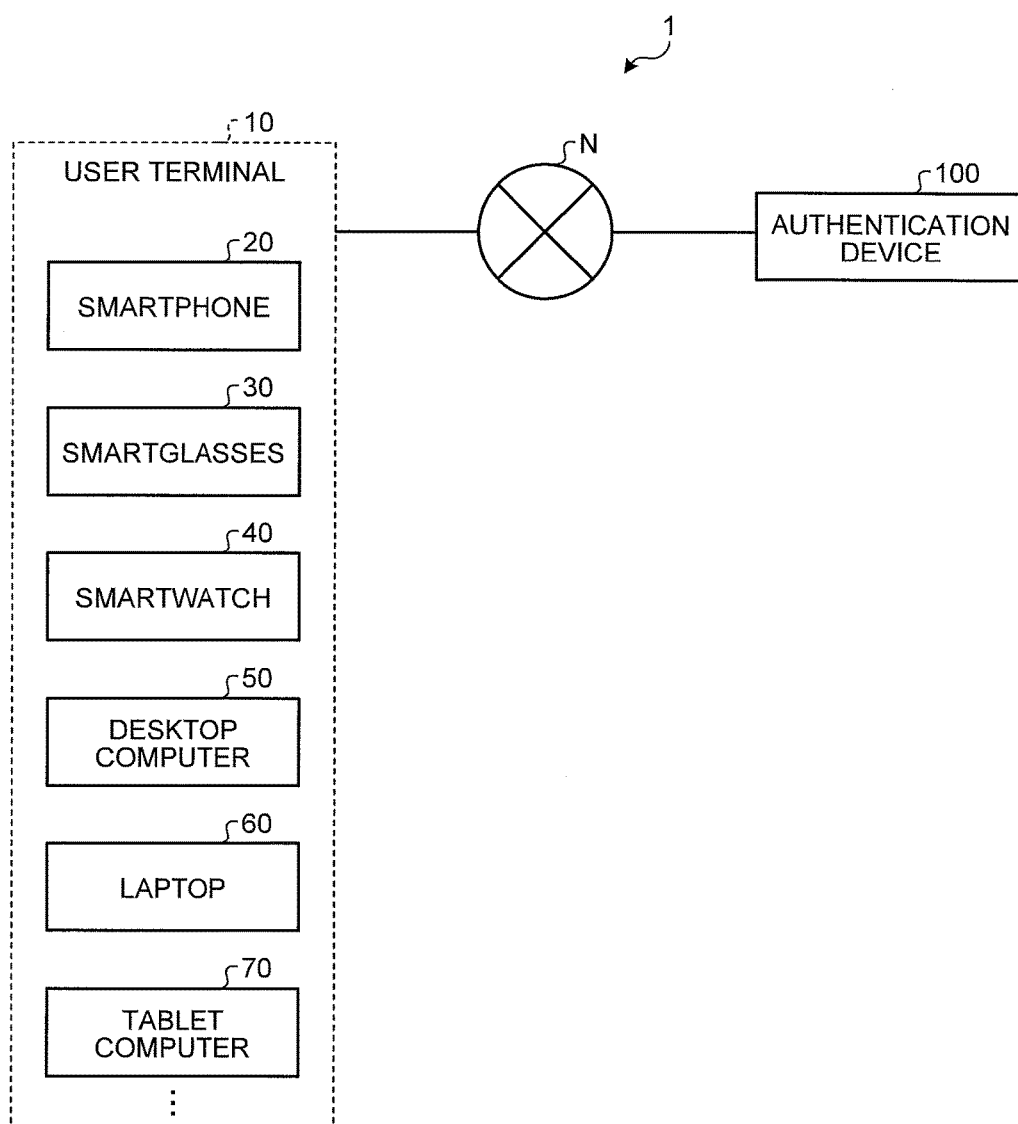 1
10
USER TERMINAL
N
100
AUTHENTICATION
DEVICE
20
SMARTPHONE
30
SMARTGLASSES
40
SMARTWATCH
50
DESKTOP
COMPUTER
60
LAPTOP
70
TABLET
COMPUTER
⋮